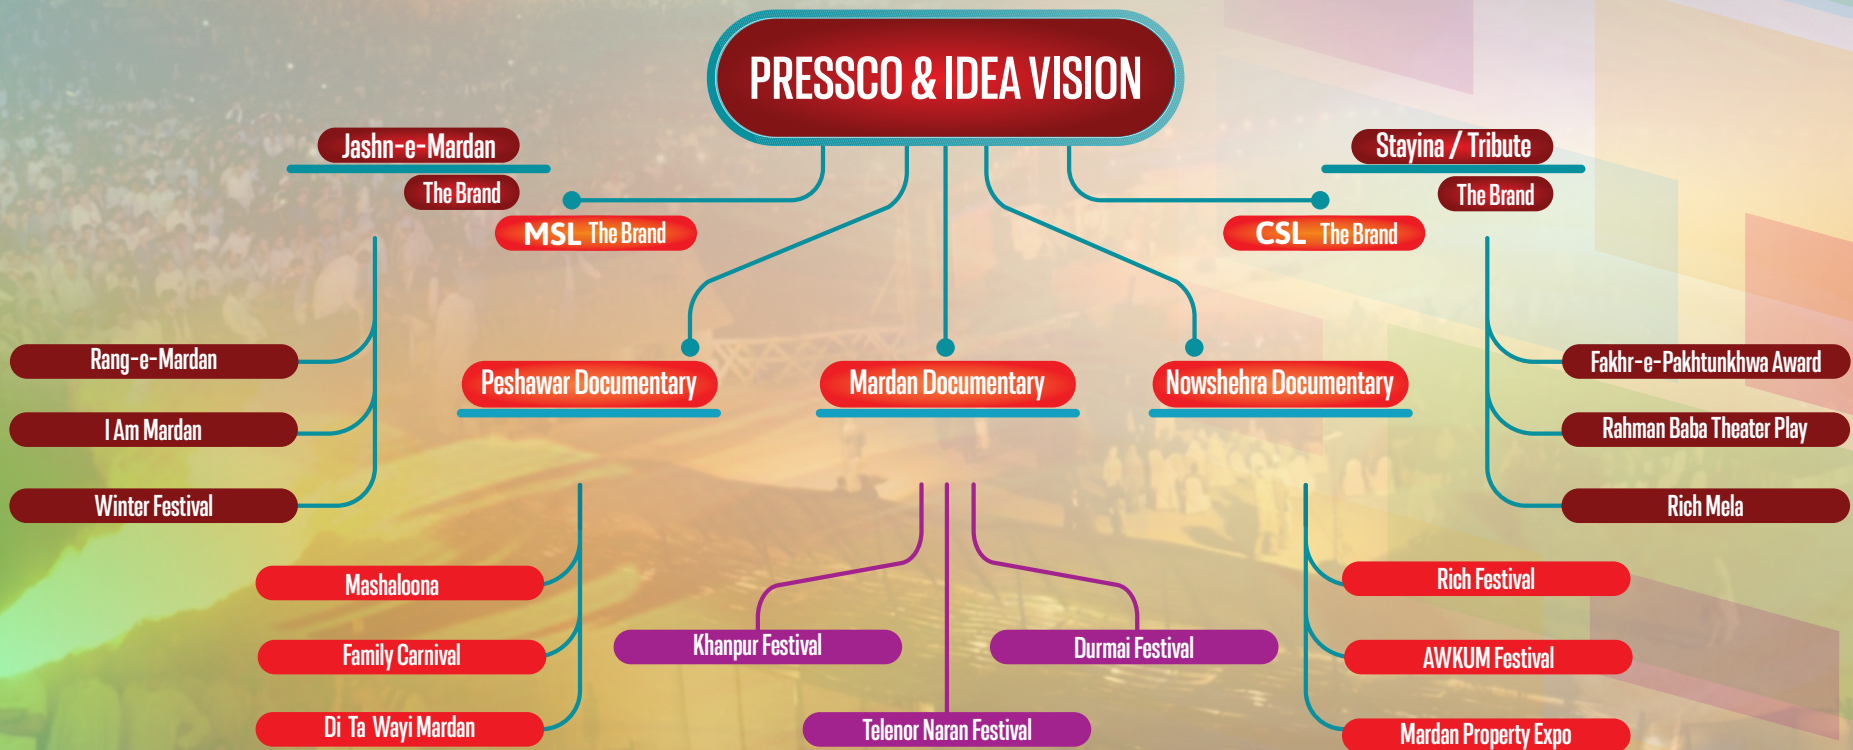 PRESSCO & IDEA VISION
Jashn-e-Mardan
The Brand
Stayina / Tribute
The Brand
MSL The Brand
CSL The Brand
Rang-e-Mardan
I Am Mardan
Winter Festival
Peshawar Documentary
Mardan Documentary
Nowshehra Documentary
Fakhr-e-Pakhtunkhwa Award
Rahman Baba Theater Play
Rich Mela
Mashaloona
Family Carnival
Di Ta Wayi Mardan
Khanpur Festival
Durmai Festival
Telenor Naran Festival
Rich Festival
AWKUM Festival
Mardan Property Expo